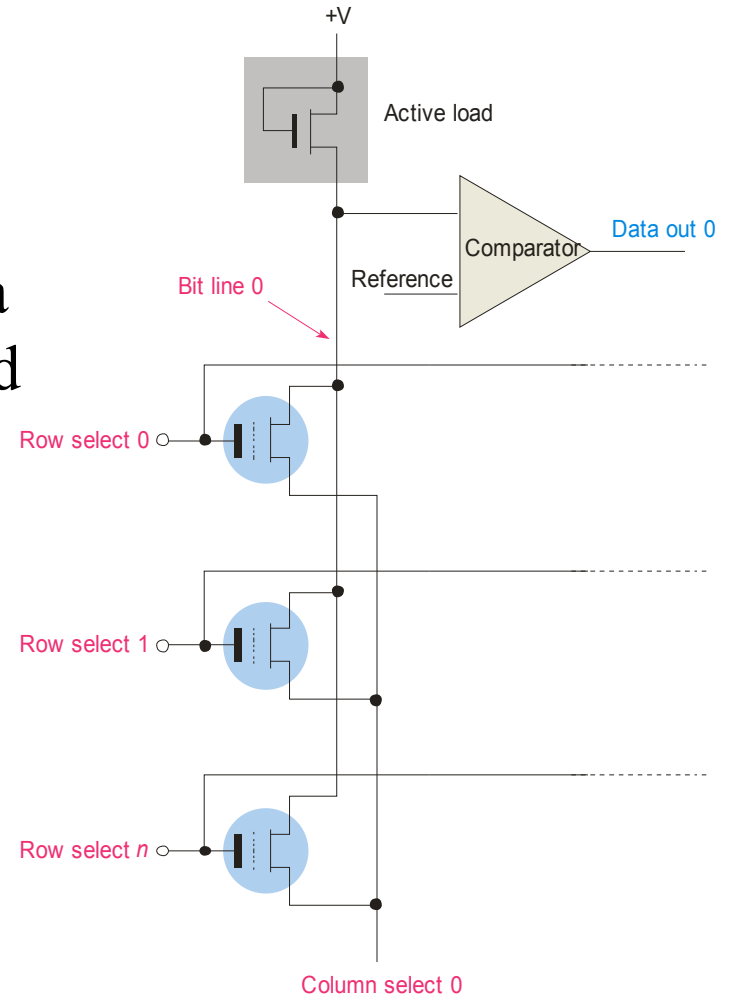 +V
Active load
Comparator
Data out 0
Reference
Bit line 0
a
d
Row select 0
Row select 1
Row select n
Column select 0